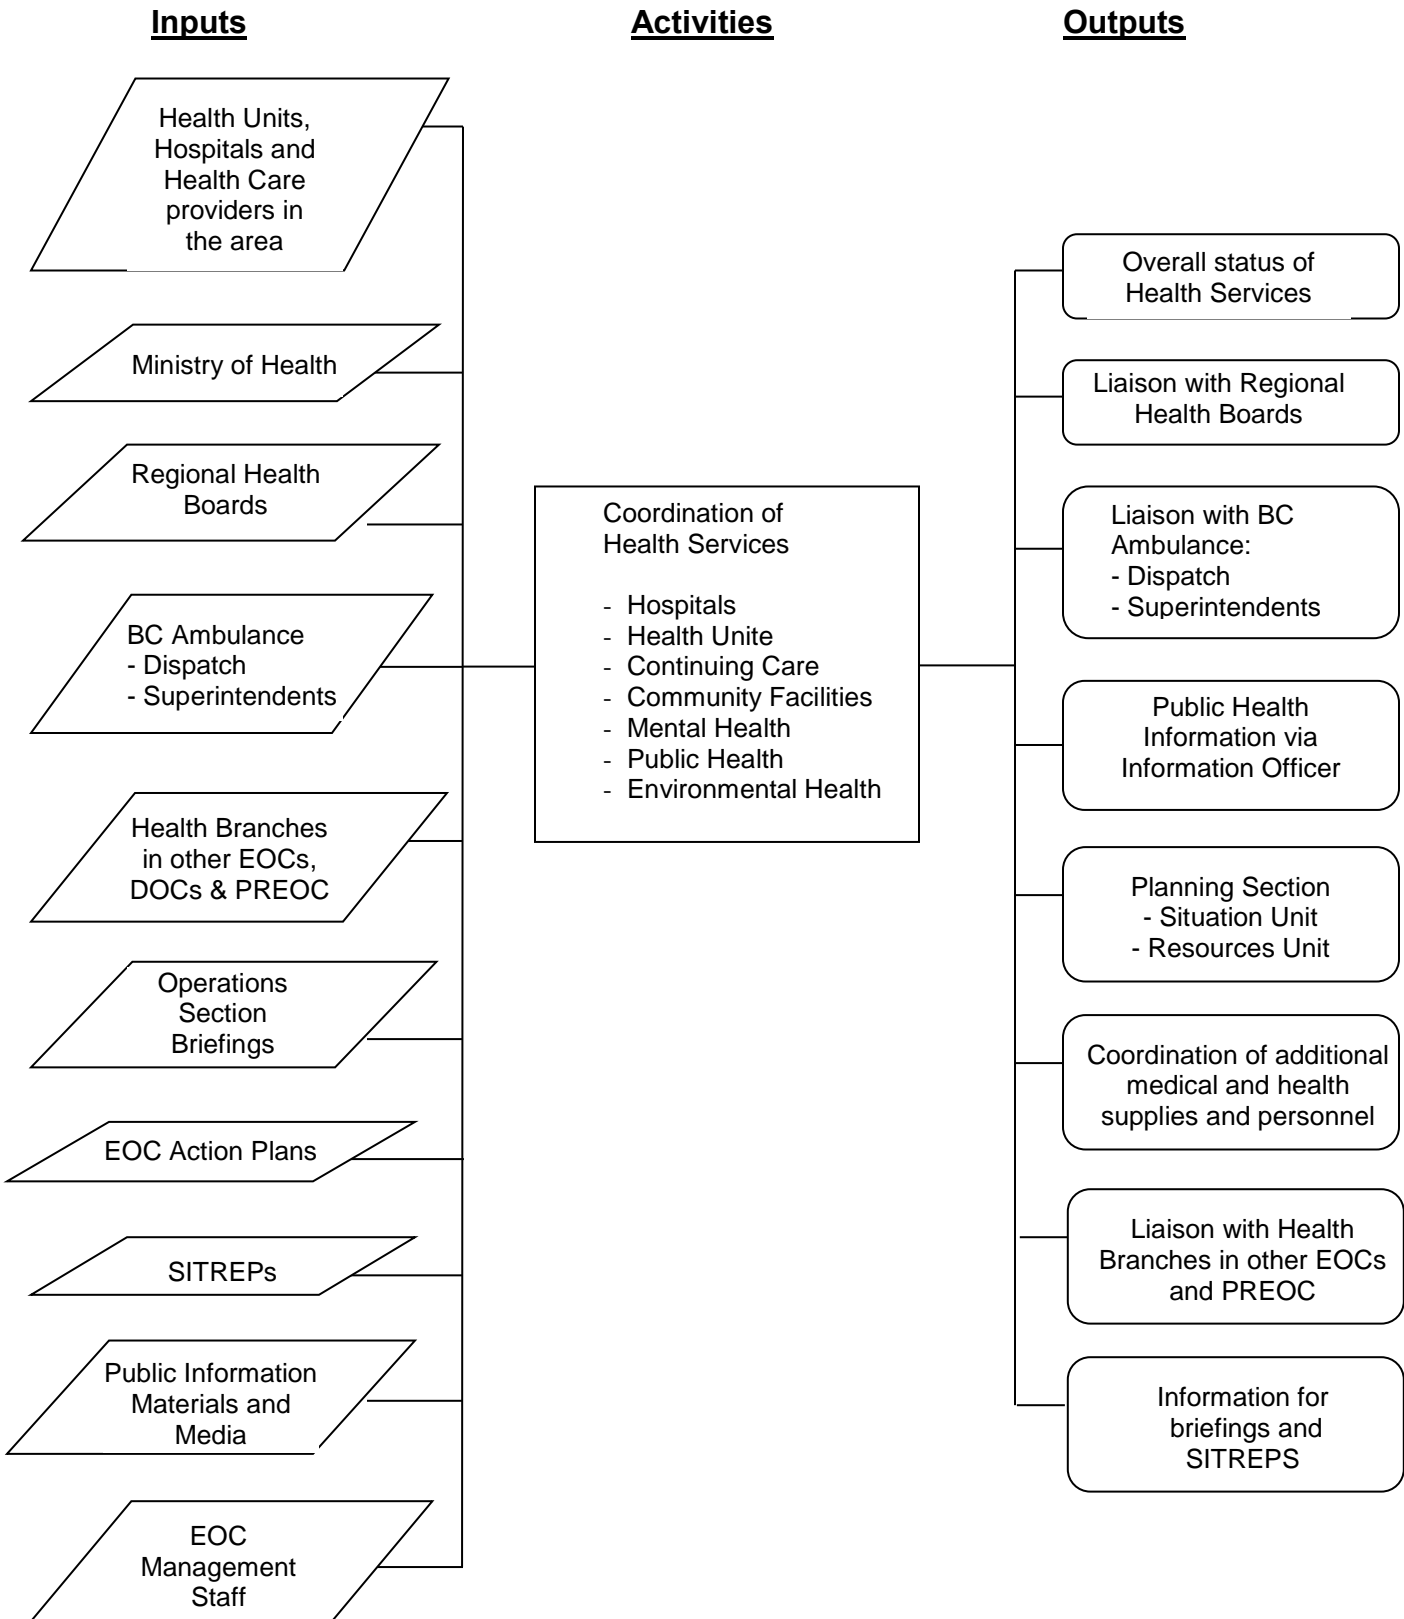 Inputs
Activities
Outputs
Health Units,
Hospitals and
Health Care
providers in
the area
Ministry of Health
Regional Health
Boards
BC Ambulance
- Dispatch
- Superintendents
Health Branches
in other EOCs,
DOCs & PREOC
Operations
Section
Briefings
EOC Action Plans
SITREPs
Public Information
Materials and
Media
EOC
Management
Staff
Coordination of
Health Services
- Hospitals
- Health Unite
- Continuing Care
- Community Facilities
- Mental Health
- Public Health
- Environmental Health
Overall status of
Health Services
Liaison with Regional
Health Boards
Liaison with BC
Ambulance:
- Dispatch
- Superintendents
Public Health
Information via
Information Officer
Planning Section
- Situation Unit
- Resources Unit
Coordination of additional
medical and health
supplies and personnel
Liaison with Health
Branches in other EOCs
and PREOC
Information for
briefings and
SITREPS